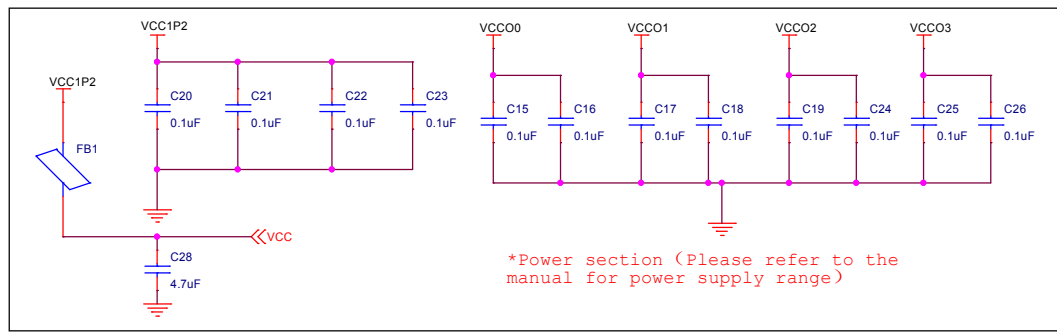 VCC1P2
VCCO0
VCCO1
VCCO2
VCCO3
VCC1P2
C20
0.1uF
C21
0.1uF
C22
0.1uF
C23
0.1uF
C15
0.1uF
C16
0.1uF
C17
0.1uF
C18
0.1uF
C19
0.1uF
C24
0.1uF
C25
0.1uF
C26
0.1uF
FB1
VCC
C28
4.7uF
*Power section (Please refer to the
manual for power supply range)